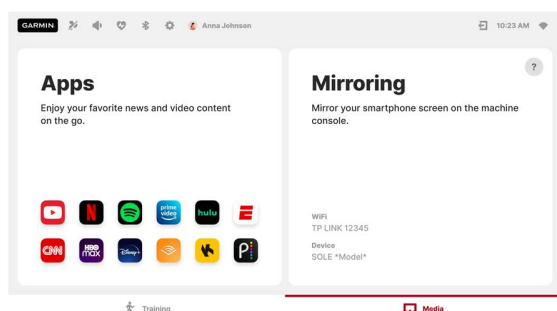 GARMIN
Anna Johnson
10:23 AM
Apps
Enjoy your favorite news and video content
on the go.
prime
video
hulu
CNN
HBO
max
Disney+
Mirroring
?
Mirror your smartphone screen on the machine
console.
WiFi
TP LINK 12345
Device
SOLE *Model*
Training
Media